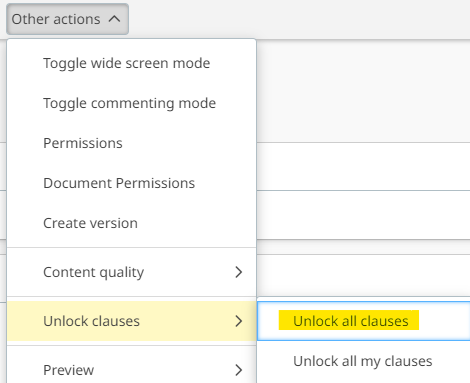 Other actions
Toggle wide screen mode
Toggle commenting mode
Permissions
Document Permissions
Create version
Content quality
Unlock clauses
Unlock all clauses
Unlock all my clauses
Preview